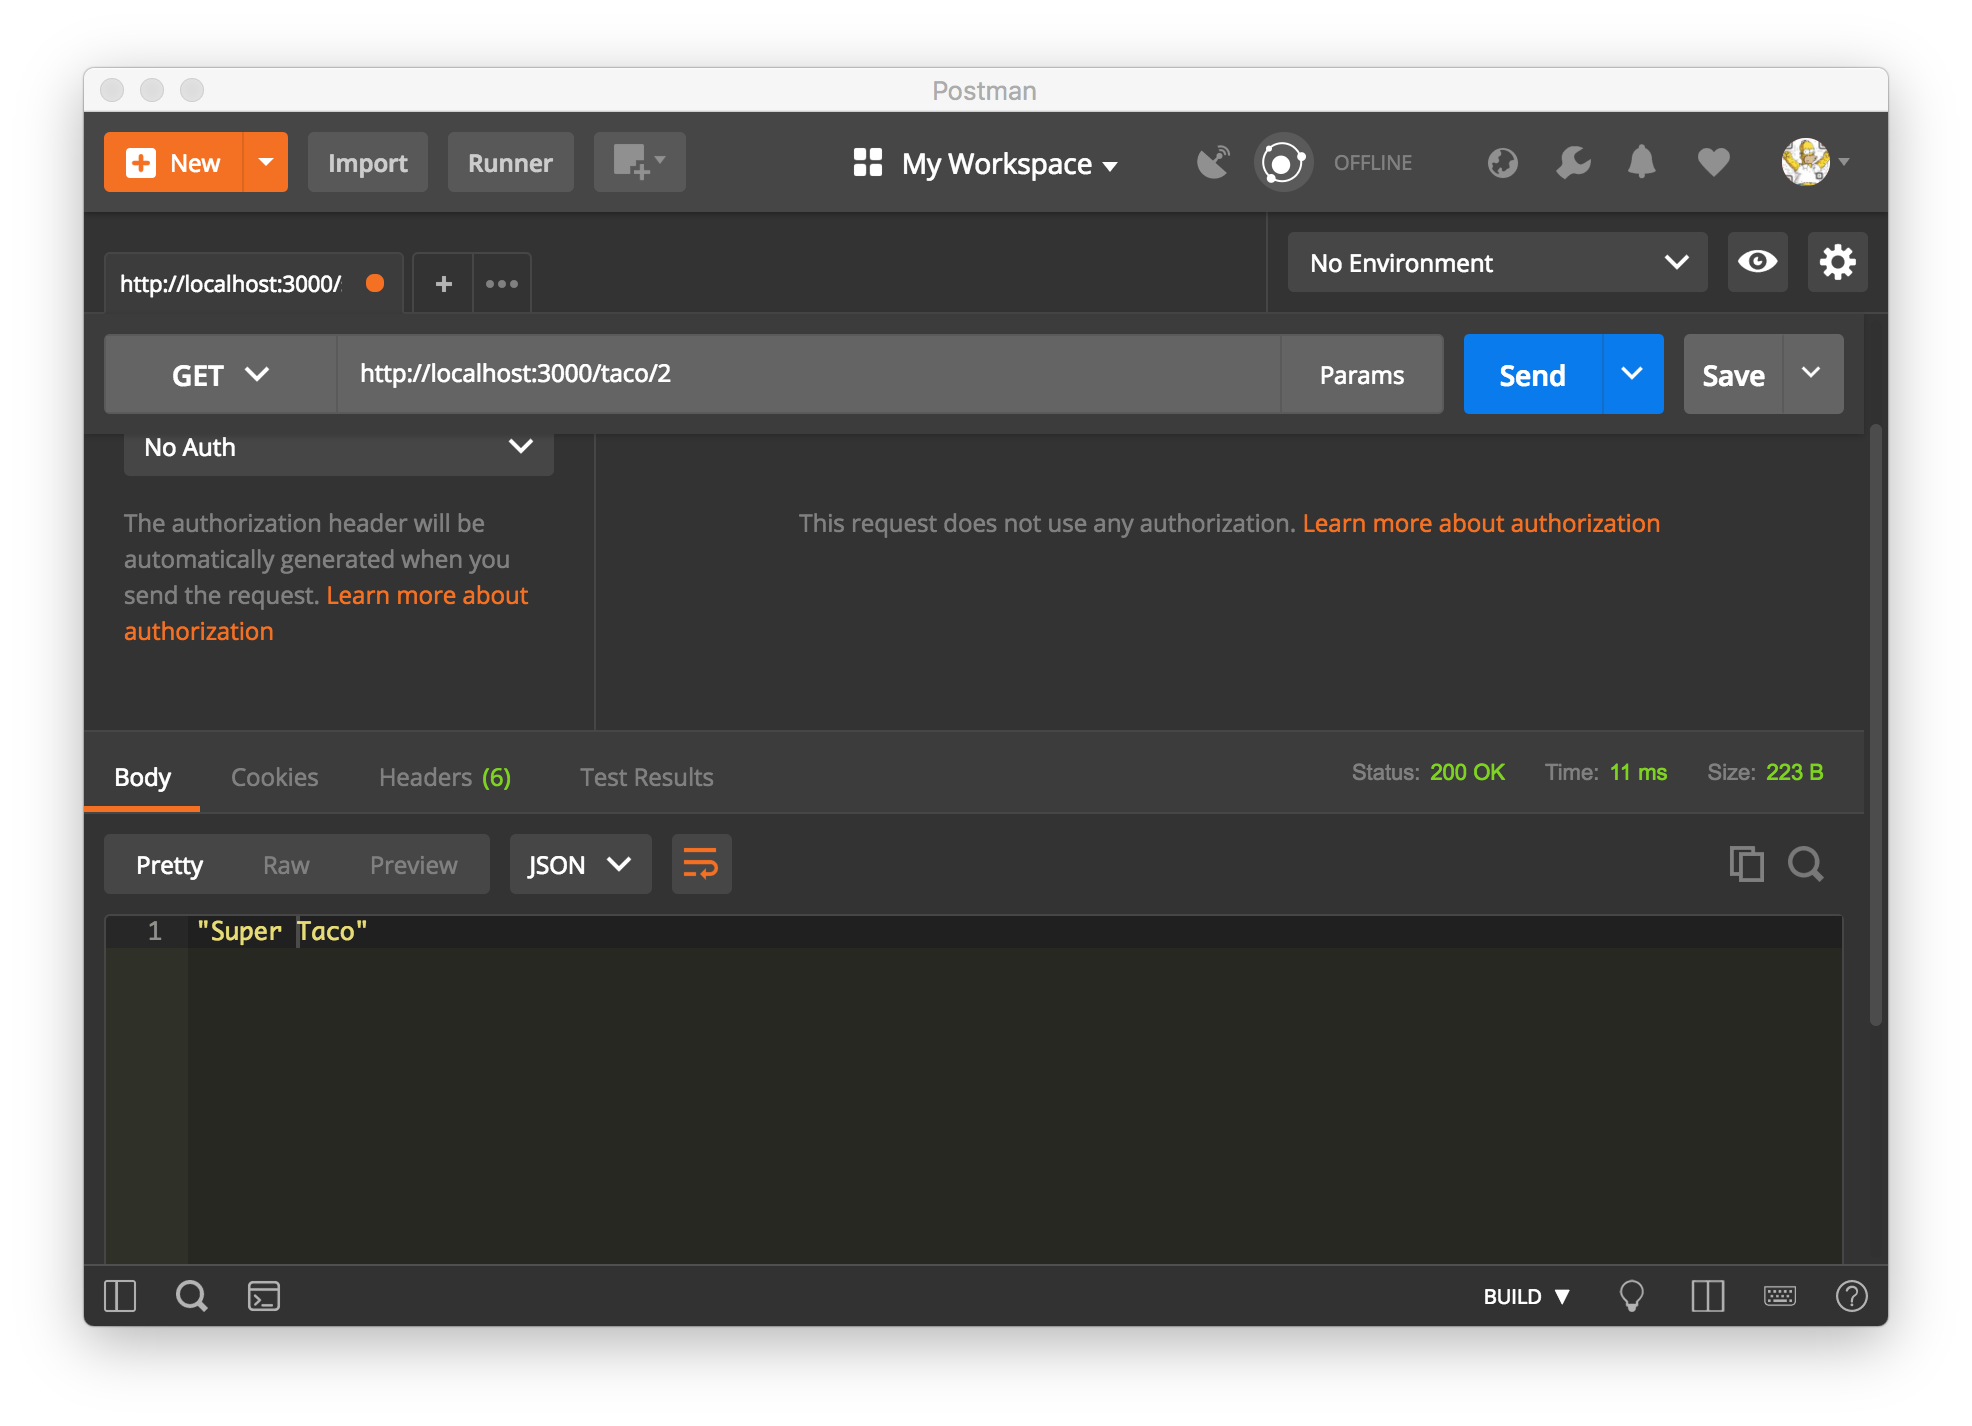 Postman
New
Import
Runner
My Workspace
OFFLINE
http://localhost:3000/
No Environment
GET
http://localhost:3000/taco/2
Params
Send
Save
No Auth
The authorization header will be
automatically generated when you
send the request. Learn more about
authorization
This request does not use any authorization. Learn more about authorization
Body
Cookies
Headers (6)
Test Results
Status: 200 OK
Time: 11 ms
Size: 223 B
Pretty
Raw
Preview
JSON
1 "Super Taco"
BUILD